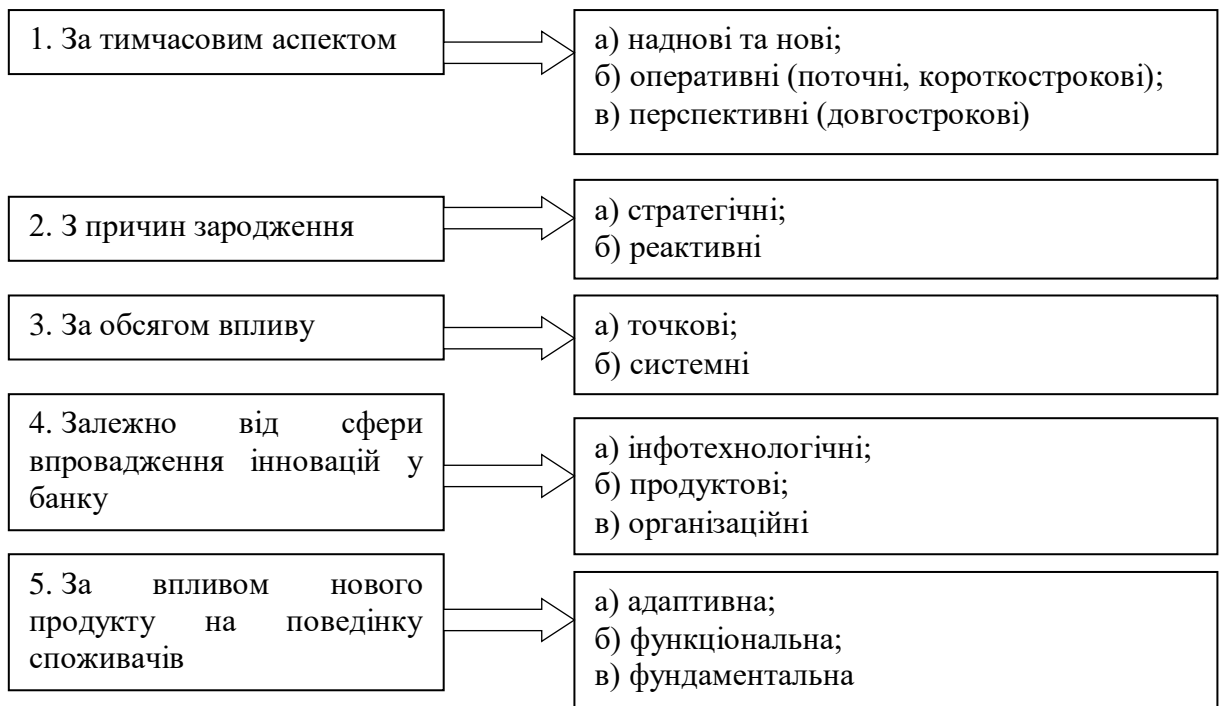 1. За тимчасовим аспектом
а) наднові та нові;
б) оперативні (поточні, короткострокові);
в) перспективні (довгострокові)
2. З причин зародження
а) стратегічні;
б) реактивні
3. За обсягом впливу
а) точкові;
б) системні
4. Залежно від сфери
впровадження інновацій у
банку
а) інфотехнологічні;
б) продуктові;
в) організаційні
5. За впливом нового
продукту на поведінку
споживачів
а) адаптивна;
б) функціональна;
в) фундаментальна